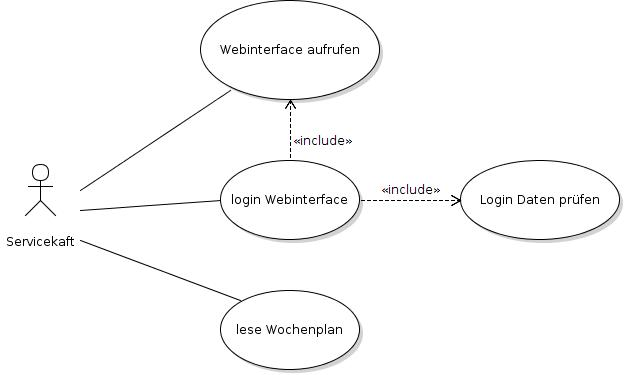 Webinterface aufrufen
«include»
login Webinterface
«include»
Login Daten prüfen
Servicekaft
lese Wochenplan